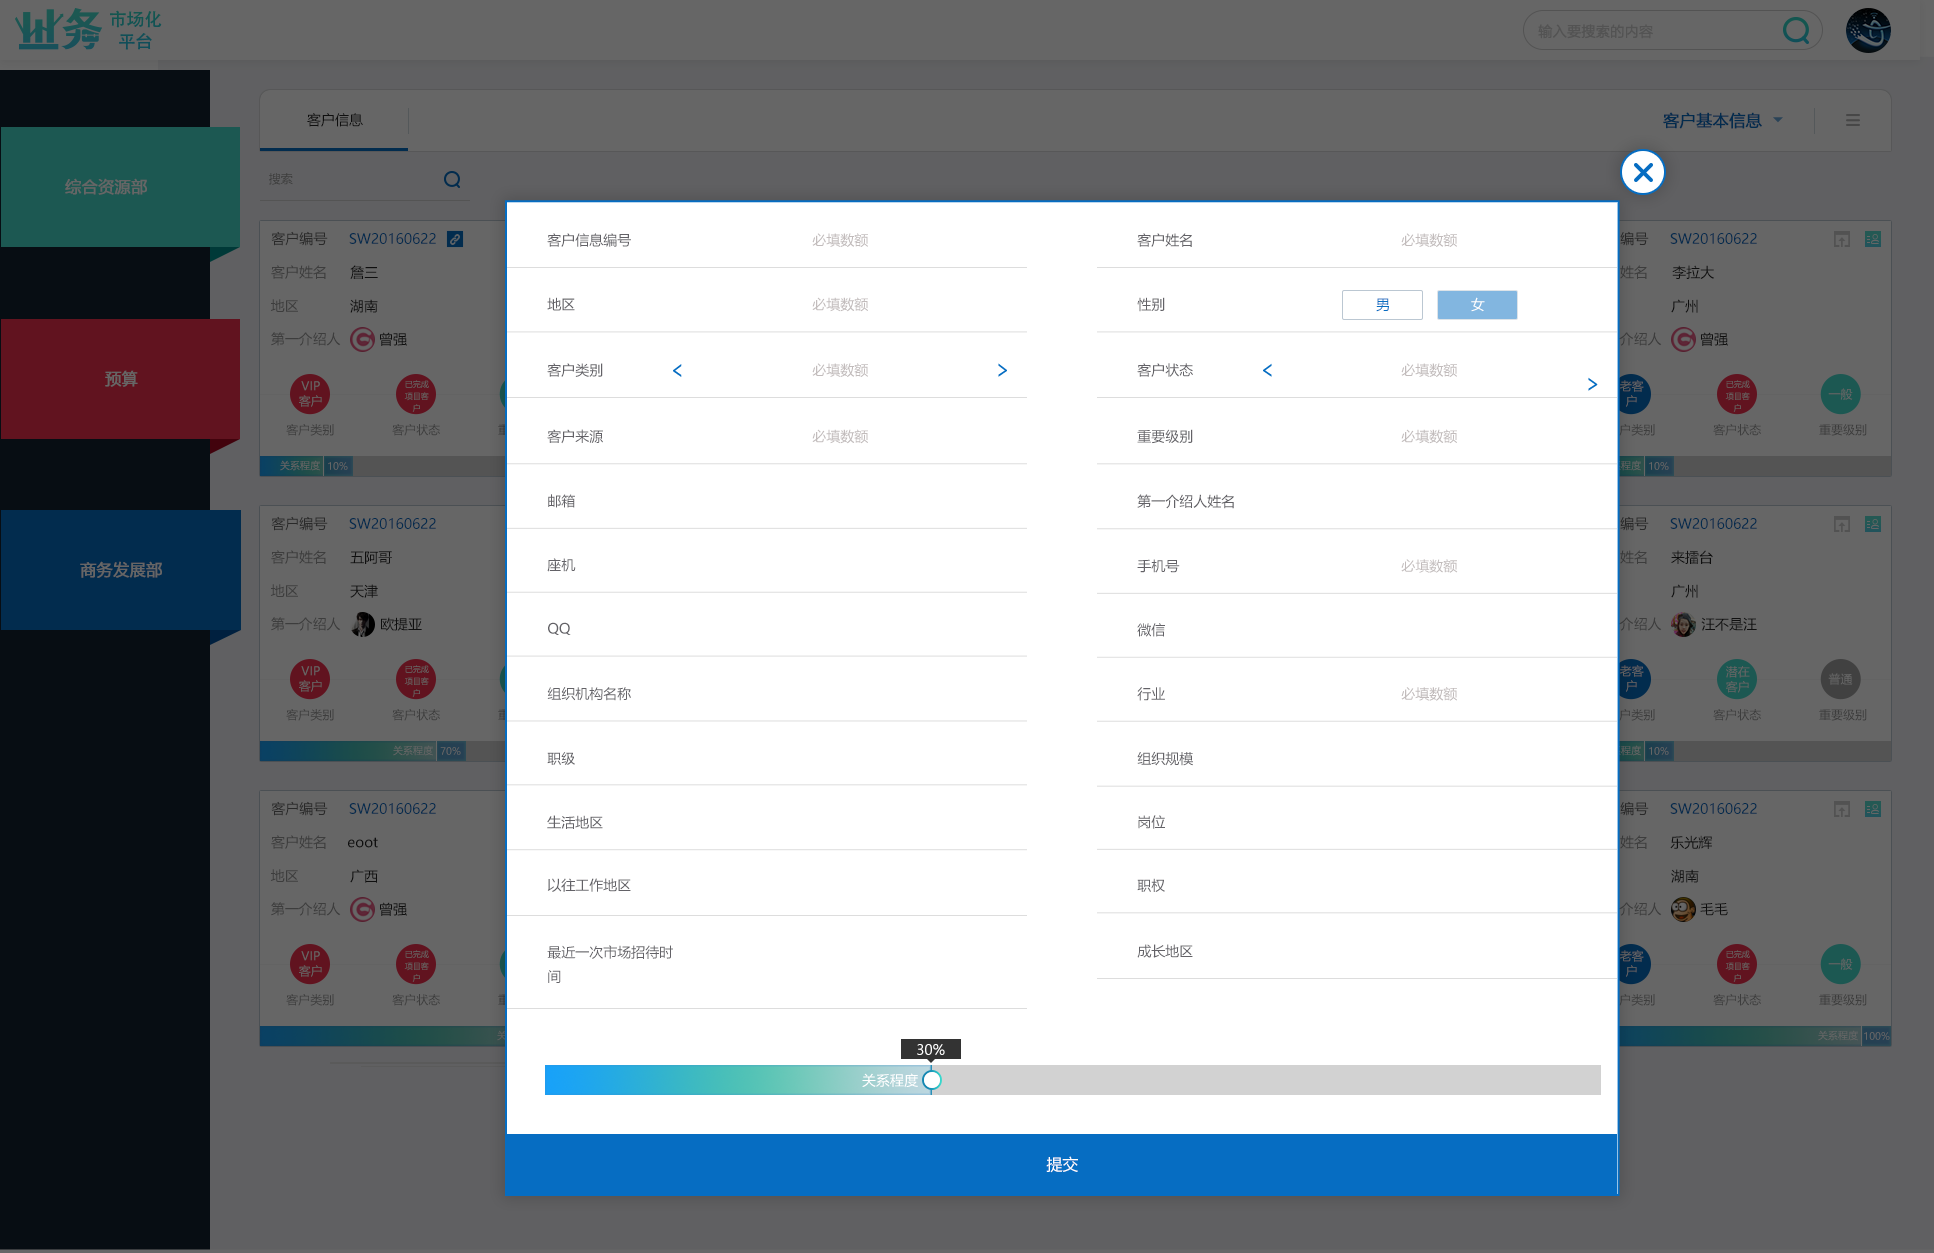 业务 市场化
平台
输入要搜索的内容
客户信息
客户基本信息
搜索
综合资源部
预算
商务发展部
客户编号 SW20160622
客户姓名 詹三
地区 湖南
第一介绍人 曾强
VIP
客户
已完成
项目客
户
客户类别 客户状态
关系程度 10%
客户编号 SW20160622
客户姓名 五阿哥
地区 天津
第一介绍人 欧提亚
VIP
客户
已完成
项目客
户
客户类别 客户状态
关系程度 70%
客户编号 SW20160622
客户姓名 eoot
地区 广西
第一介绍人 曾强
VIP
客户
已完成
项目客
户
客户类别 客户状态
客户信息编号 必填数额
客户姓名 必填数额
地区 必填数额
性别 男 女
客户类别 < 必填数额 >
客户状态 < 必填数额 >
客户来源 必填数额
重要级别 必填数额
邮箱
第一介绍人姓名
座机
手机号 必填数额
QQ
微信
组织机构名称
行业 必填数额
职级
组织规模
生活地区
岗位
以往工作地区
职权
最近一次市场招待时
间
成长地区
30%
关系程度
提交
编号 SW20160622
姓名 李拉大
广州
介绍人 曾强
老客
户
已完成
项目客
户
一般
户类别 客户状态 重要级别
程度 10%
编号 SW20160622
姓名 来擂台
广州
介绍人 汪不是汪
老客
户
潜在
客户
普通
户类别 客户状态 重要级别
程度 10%
编号 SW20160622
姓名 乐光辉
湖南
介绍人 毛毛
老客
户
已完成
项目客
户
一般
户类别 客户状态 重要级别
关系程度 100%